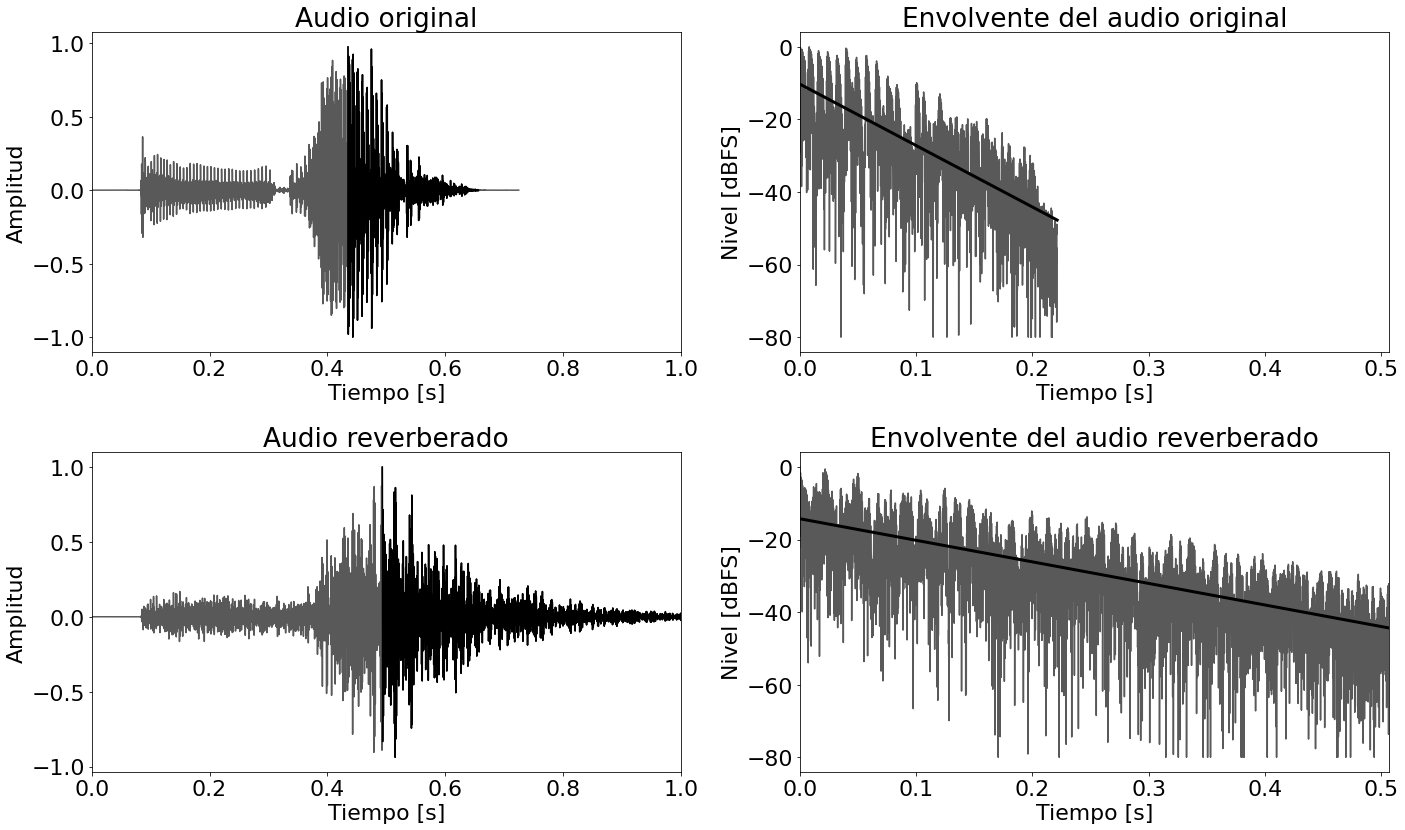 Audio original
Amplitud
1.0
0.5
0.0
−0.5
−1.0
0.0 0.2 0.4 0.6 0.8 1.0
Tiempo [s]
Envolvente del audio original
Nivel [dBFS]
0
−20
−40
−60
−80
0.0 0.1 0.2 0.3 0.4 0.5
Tiempo [s]
Audio reverberado
Amplitud
1.0
0.5
0.0
−0.5
−1.0
0.0 0.2 0.4 0.6 0.8 1.0
Tiempo [s]
Envolvente del audio reverberado
Nivel [dBFS]
0
−20
−40
−60
−80
0.0 0.1 0.2 0.3 0.4 0.5
Tiempo [s]